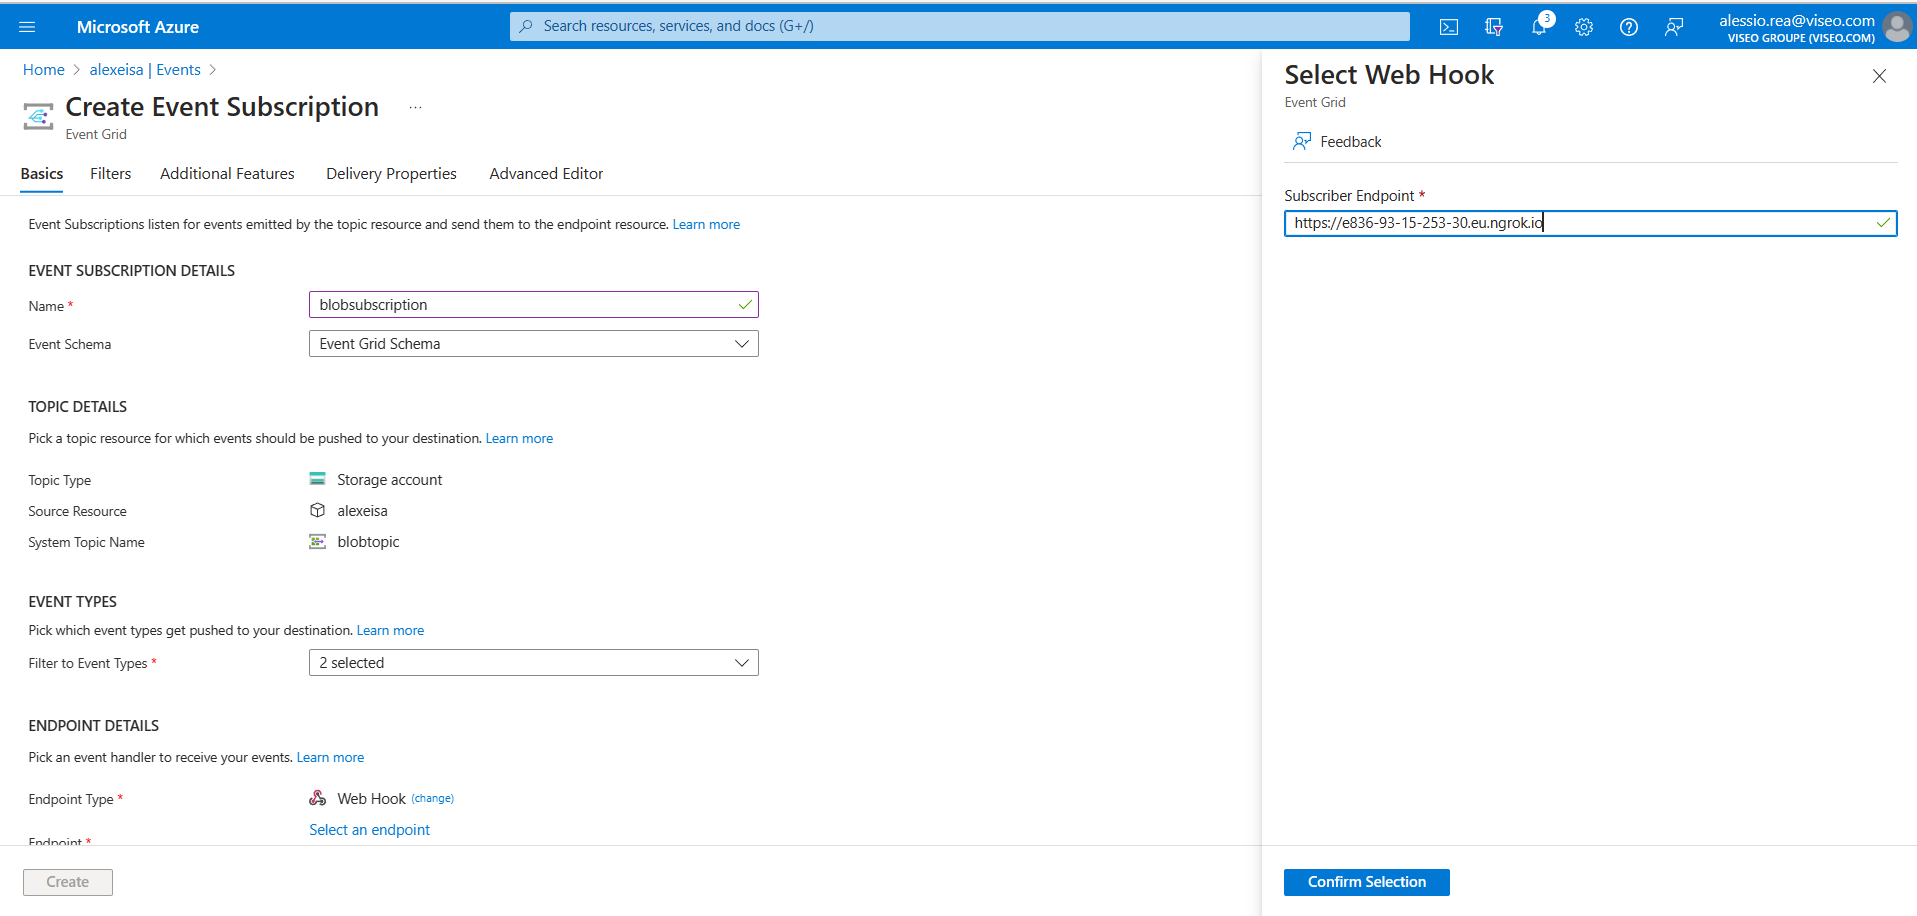 Microsoft Azure
Search resources, services, and docs (G+/)
3
alessio.rea@viseo.com
VISEO GROUPE (VISEO.COM)
Home > alexeisa | Events >
Create Event Subscription ...
Event Grid
Basics Filters Additional Features Delivery Properties Advanced Editor
Event Subscriptions listen for events emitted by the topic resource and send them to the endpoint resource. Learn more
EVENT SUBSCRIPTION DETAILS
Name * blobsubscription
Event Schema Event Grid Schema
TOPIC DETAILS
Pick a topic resource for which events should be pushed to your destination. Learn more
Topic Type Storage account
Source Resource alexeisa
System Topic Name blobtopic
EVENT TYPES
Pick which event types get pushed to your destination. Learn more
Filter to Event Types * 2 selected
ENDPOINT DETAILS
Pick an event handler to receive your events. Learn more
Endpoint Type * Web Hook (change)
Select an endpoint
Endpoint *
Create
Select Web Hook
Event Grid
Feedback
Subscriber Endpoint *
https://e836-93-15-253-30.eu.ngrok.io
Confirm Selection